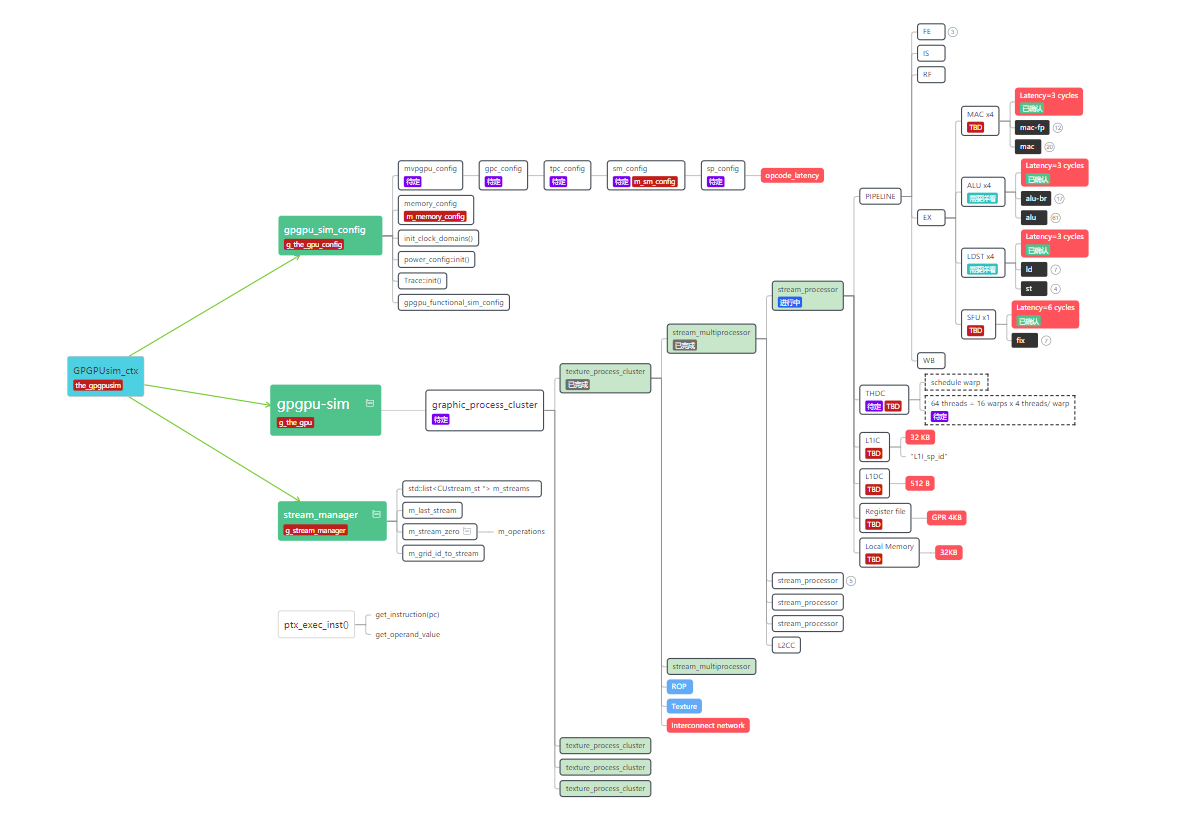 GPGPUsim_ctx
the_gpgpusim
gpgpu_sim_config
g_the_gpu_config
mvpgpu_config
待定
gpc_config
待定
tpc_config
待定
sm_config
待定 m_sm_config
sp_config
待定
opcode_latency
memory_config
m_memory_config
init_clock_domains()
power_config::init()
Trace::init()
gpgpu_functional_sim_config
gpgpu-sim
g_the_gpu
graphic_process_cluster
待定
texture_process_cluster
已完成
stream_multiprocessor
已完成
stream_processor
进行中
PIPELINE
FE 3
IS
RF
EX
MAC x4
TBD
Latency=3 cycles
已确认
mac-fp 12
mac 20
ALU x4
Latency=3 cycles
已确认
alu-br 17
alu 81
LDST x4
Latency=3 cycles
已确认
ld 7
st 4
SFU x1
TBD
Latency=6 cycles
已确认
fix 7
WB
THDC
待定 TBD
schedule warp
64 threads = 16 warps x 4 threads/ warp
待定
L1IC
TBD
32 KB
"L1I_sp_id"
L1DC
TBD
512 B
Register file
TBD
GPR 4KB
Local Memory
TBD
32KB
stream_processor 5
stream_processor
stream_processor
L2CC
stream_multiprocessor
ROP
Texture
Interconnect network
texture_process_cluster
texture_process_cluster
texture_process_cluster
stream_manager
g_stream_manager
std::list<CUstream_st *> m_streams
m_last_stream
m_stream_zero
m_operations
m_grid_id_to_stream
ptx_exec_inst()
get_instruction(pc)
get_operand_value